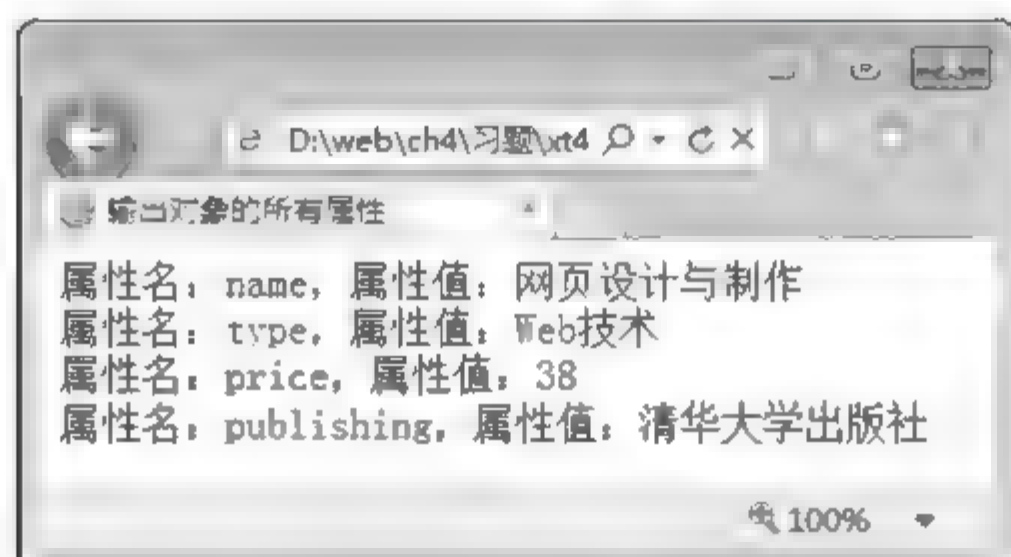 D:\web\ch4\习题\xt4
输出对象的所有属性
属性名：name，属性值：网页设计与制作
属性名：type，属性值：Web技术
属性名：price，属性值：38
属性名：publishing，属性值：清华大学出版社
100%